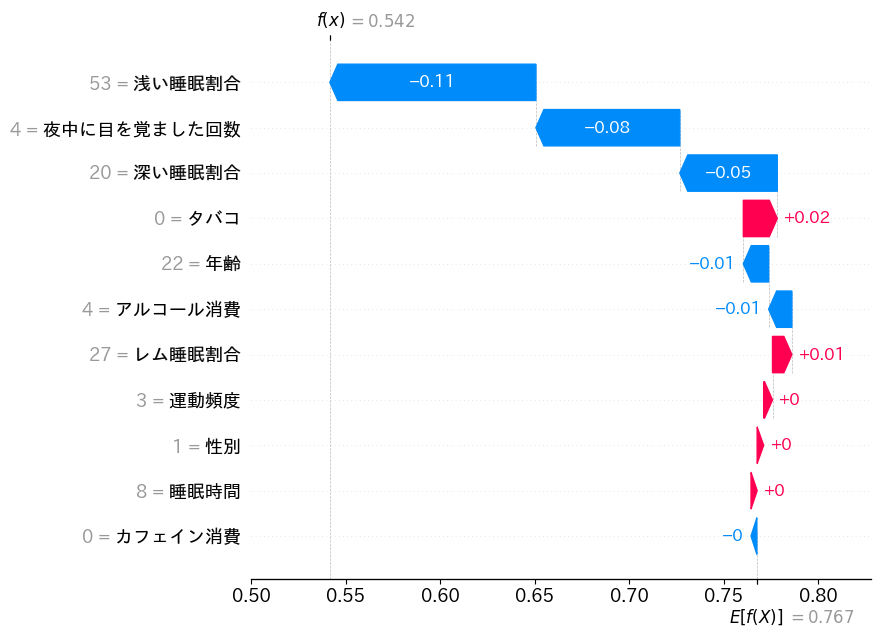 f(x) = 0.542
53 = 浅い睡眠割合 −0.11
4 = 夜中に目を覚ました回数 −0.08
20 = 深い睡眠割合 −0.05
0 = タバコ +0.02
22 = 年齢 −0.01
4 = アルコール消費 −0.01
27 = レム睡眠割合 +0.01
3 = 運動頻度 +0
1 = 性別 +0
8 = 睡眠時間 +0
0 = カフェイン消費 −0
0.50 0.55 0.60 0.65 0.70 0.75 0.80
E[f(X)] = 0.767